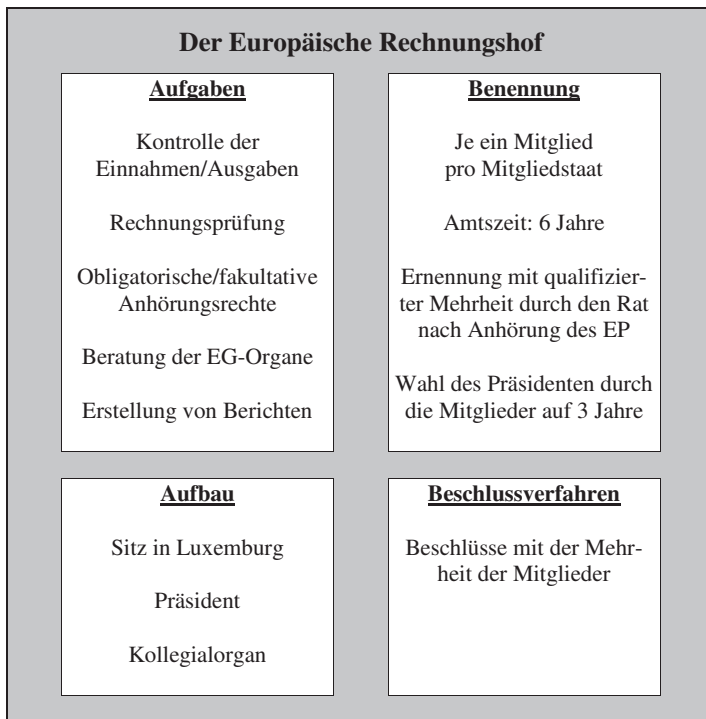 Der Europäische Rechnungshof
Aufgaben
Kontrolle der
Einnahmen/Ausgaben
Rechnungsprüfung
Obligatorische/fakultative
Anhörungsrechte
Beratung der EG-Organe
Erstellung von Berichten
Benennung
Je ein Mitglied
pro Mitgliedstaat
Amtszeit: 6 Jahre
Ernennung mit qualifizier-
ter Mehrheit durch den Rat
nach Anhörung des EP
Wahl des Präsidenten durch
die Mitglieder auf 3 Jahre
Aufbau
Sitz in Luxemburg
Präsident
Kollegialorgan
Beschlussverfahren
Beschlüsse mit der Mehr-
heit der Mitglieder